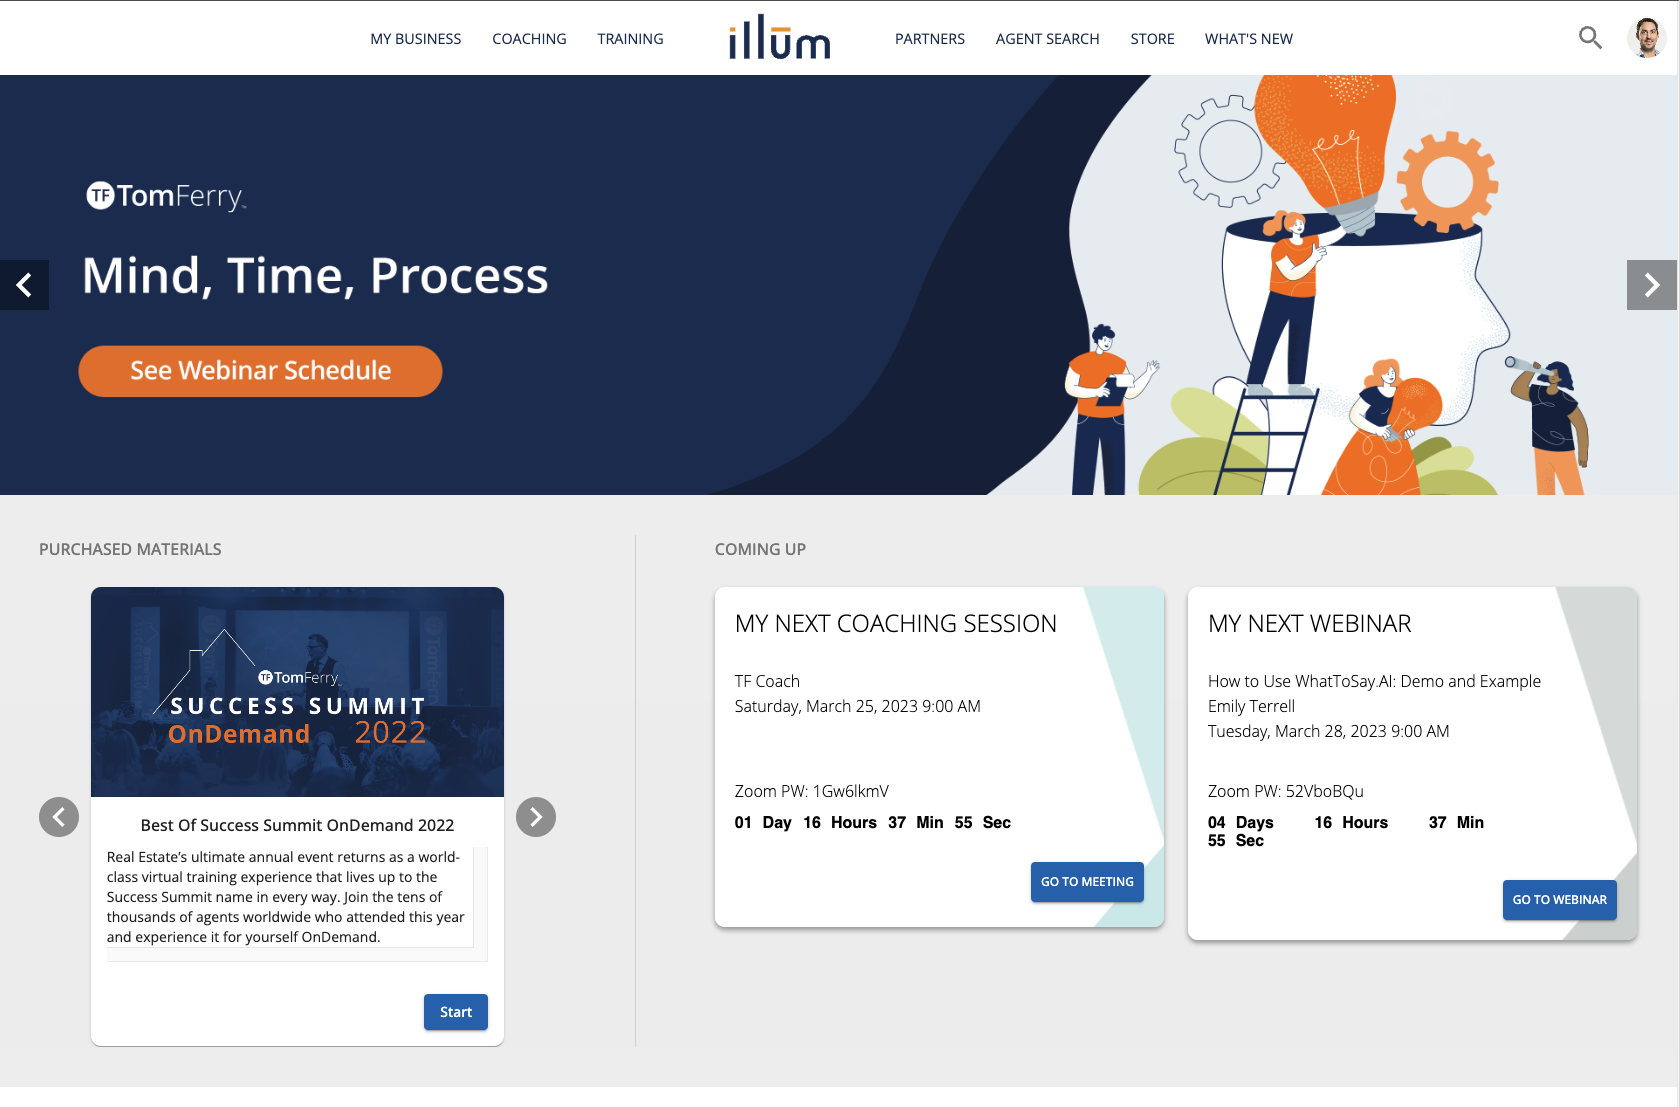 MY BUSINESS COACHING TRAINING illūm PARTNERS AGENT SEARCH STORE WHAT'S NEW
TF TomFerry™
Mind, Time, Process
See Webinar Schedule
PURCHASED MATERIALS
TF TomFerry
SUCCESS SUMMIT
OnDemand 2022
Best Of Success Summit OnDemand 2022
Real Estate’s ultimate annual event returns as a world-
class virtual training experience that lives up to the
Success Summit name in every way. Join the tens of
thousands of agents worldwide who attended this year
and experience it for yourself OnDemand.
Start
COMING UP
MY NEXT COACHING SESSION
TF Coach
Saturday, March 25, 2023 9:00 AM
Zoom PW: 1Gw6lkmV
01 Day 16 Hours 37 Min 55 Sec
GO TO MEETING
MY NEXT WEBINAR
How to Use WhatToSay.AI: Demo and Example
Emily Terrell
Tuesday, March 28, 2023 9:00 AM
Zoom PW: 52VboBQu
04 Days 16 Hours 37 Min
55 Sec
GO TO WEBINAR